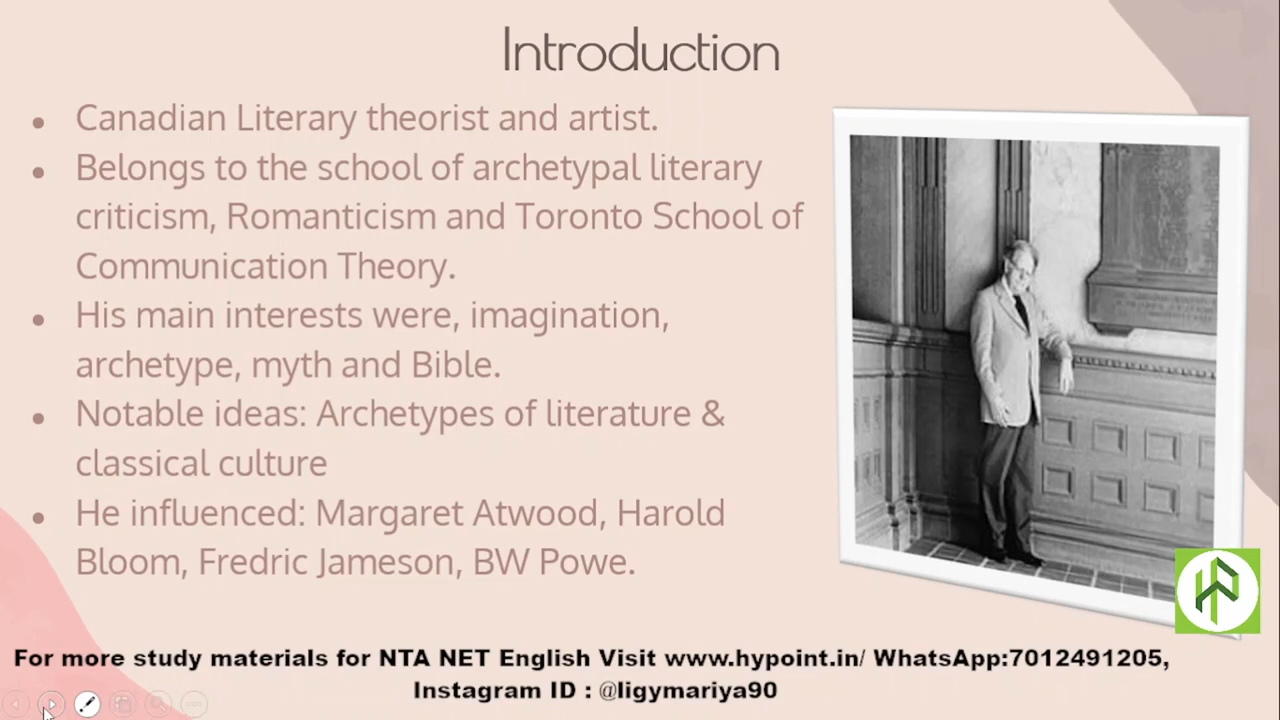 Introduction
Canadian Literary theorist and artist.
Belongs to the school of archetypal literary
criticism, Romanticism and Toronto School of
Communication Theory.
His main interests were, imagination,
archetype, myth and Bible.
Notable ideas: Archetypes of literature &
classical culture
He influenced: Margaret Atwood, Harold
Bloom, Fredric Jameson, BW Powe.
For more study materials for NTA NET English Visit www.hypoint.in/ WhatsApp:7012491205,
Instagram ID : @ligymariya90